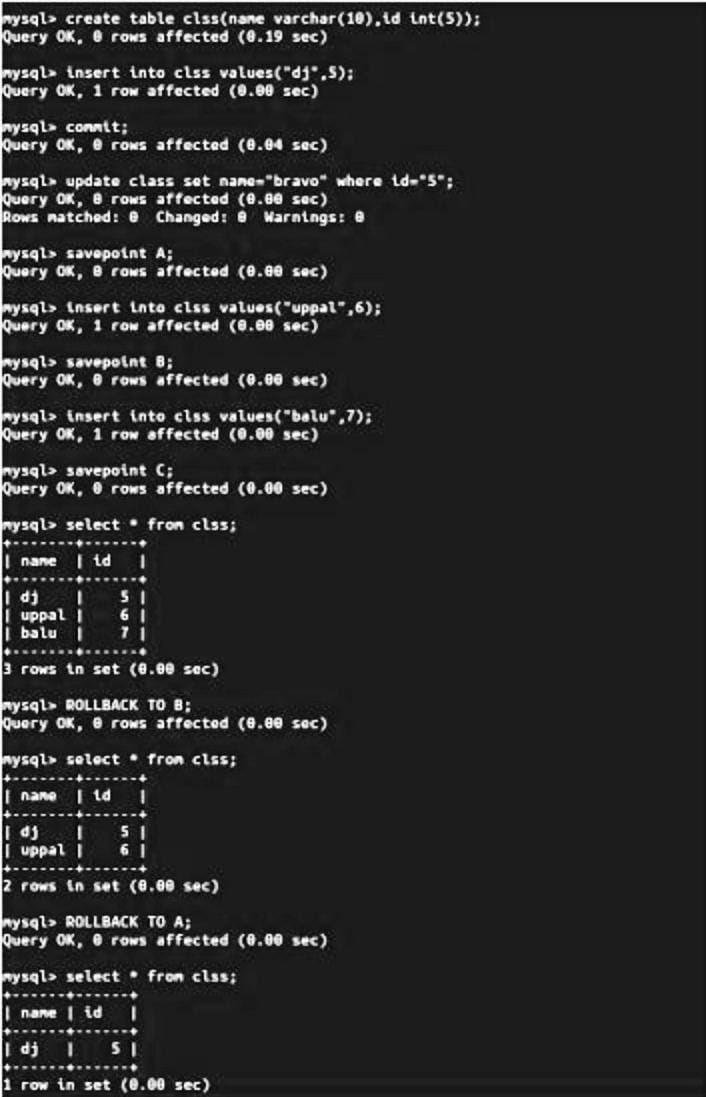 mysql> create table clss(name varchar(10),id int(5));
Query OK, 0 rows affected (0.19 sec)
mysql> insert into clss values("dj",5);
Query OK, 1 row affected (0.00 sec)
mysql> commit;
Query OK, 0 rows affected (0.04 sec)
mysql> update class set name="bravo" where id="5";
Query OK, 0 rows affected (0.00 sec)
Rows matched: 0  Changed: 0  Warnings: 0
mysql> savepoint A;
Query OK, 0 rows affected (0.00 sec)
mysql> insert into clss values("uppal",6);
Query OK, 1 row affected (0.00 sec)
mysql> savepoint B;
Query OK, 0 rows affected (0.00 sec)
mysql> insert into clss values("balu",7);
Query OK, 1 row affected (0.00 sec)
mysql> savepoint C;
Query OK, 0 rows affected (0.00 sec)
mysql> select * from clss;
+-------+------+
| name  | id   |
+-------+------+
| dj    |    5 |
| uppal |    6 |
| balu  |    7 |
+-------+------+
3 rows in set (0.00 sec)
mysql> ROLLBACK TO B;
Query OK, 0 rows affected (0.00 sec)
mysql> select * from clss;
+-------+------+
| name  | id   |
+-------+------+
| dj    |    5 |
| uppal |    6 |
+-------+------+
2 rows in set (0.00 sec)
mysql> ROLLBACK TO A;
Query OK, 0 rows affected (0.00 sec)
mysql> select * from clss;
+------+------+
| name | id   |
+------+------+
| dj   |    5 |
+------+------+
1 row in set (0.00 sec)